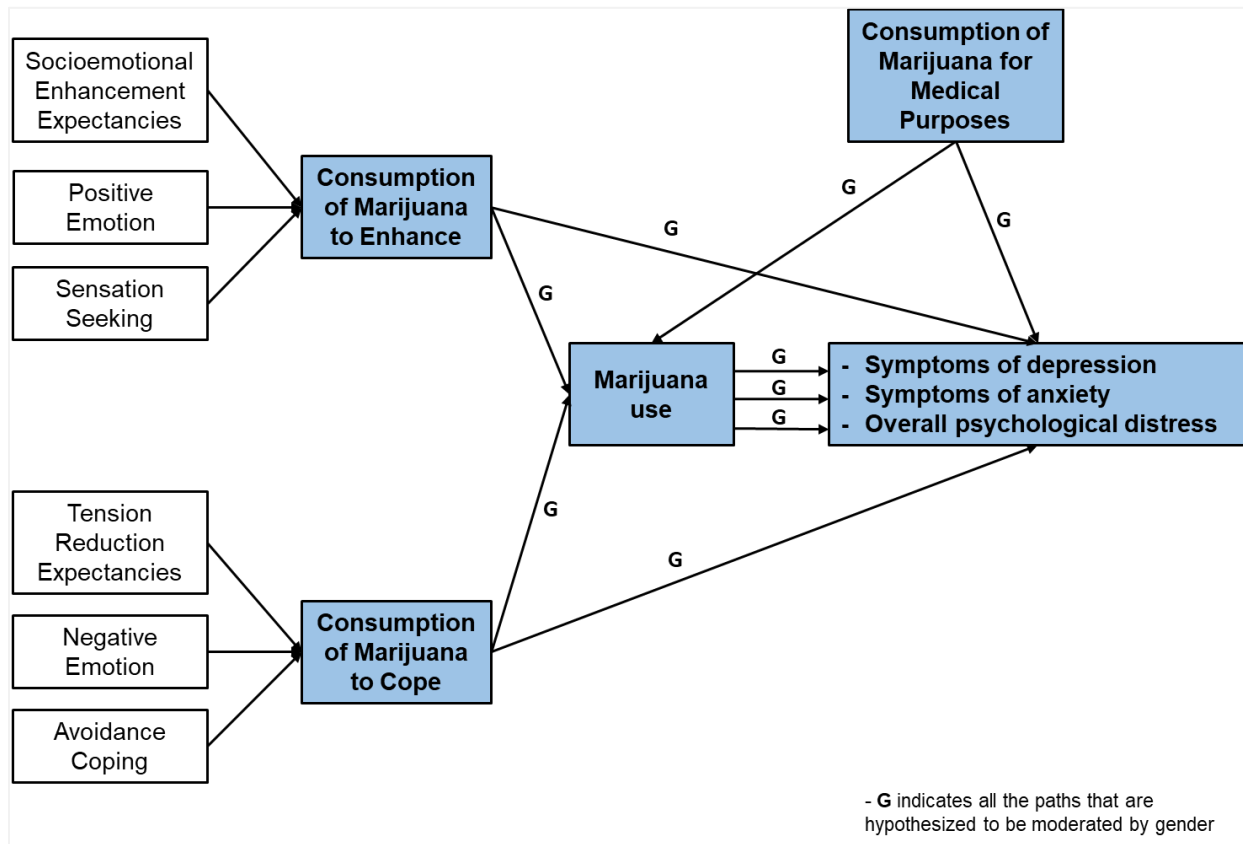 Socioemotional
Enhancement
Expectancies
Positive
Emotion
Sensation
Seeking
Consumption
of Marijuana
to Enhance
Consumption of
Marijuana for
Medical
Purposes
G
G
G
G
Marijuana
use
G
G
G
- Symptoms of depression
- Symptoms of anxiety
- Overall psychological distress
Tension
Reduction
Expectancies
Negative
Emotion
Avoidance
Coping
Consumption
of Marijuana
to Cope
G
G
- G indicates all the paths that are
hypothesized to be moderated by gender